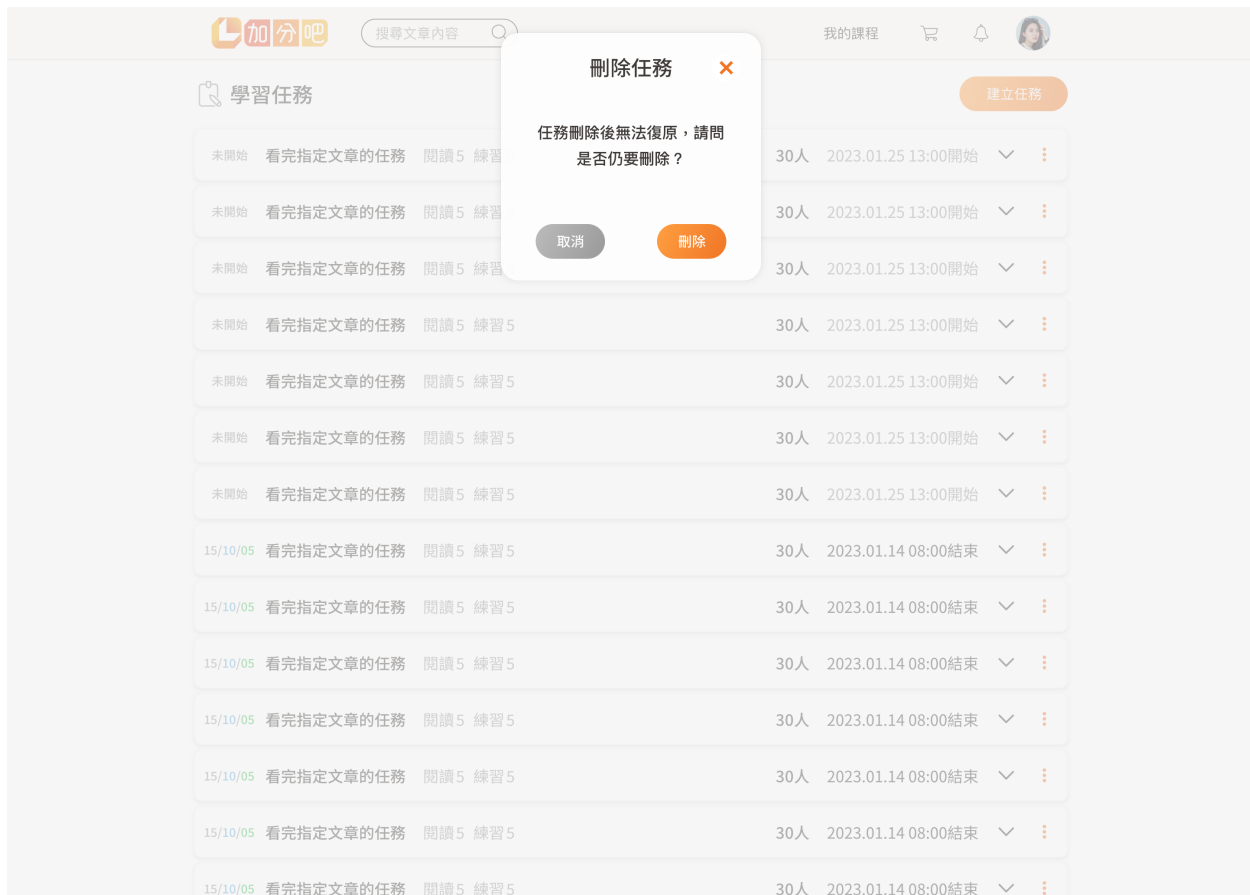 加分吧 搜尋文章內容 我的課程
刪除任務
學習任務 建立任務
任務刪除後無法復原，請問
是否仍要刪除？
未開始 看完指定文章的任務 閱讀5 練習 30人 2023.01.25 13:00開始
未開始 看完指定文章的任務 閱讀5 練習 30人 2023.01.25 13:00開始
取消 刪除
未開始 看完指定文章的任務 閱讀5 練習 30人 2023.01.25 13:00開始
未開始 看完指定文章的任務 閱讀5 練習5 30人 2023.01.25 13:00開始
未開始 看完指定文章的任務 閱讀5 練習5 30人 2023.01.25 13:00開始
未開始 看完指定文章的任務 閱讀5 練習5 30人 2023.01.25 13:00開始
未開始 看完指定文章的任務 閱讀5 練習5 30人 2023.01.25 13:00開始
15/10/05 看完指定文章的任務 閱讀5 練習5 30人 2023.01.14 08:00結束
15/10/05 看完指定文章的任務 閱讀5 練習5 30人 2023.01.14 08:00結束
15/10/05 看完指定文章的任務 閱讀5 練習5 30人 2023.01.14 08:00結束
15/10/05 看完指定文章的任務 閱讀5 練習5 30人 2023.01.14 08:00結束
15/10/05 看完指定文章的任務 閱讀5 練習5 30人 2023.01.14 08:00結束
15/10/05 看完指定文章的任務 閱讀5 練習5 30人 2023.01.14 08:00結束
15/10/05 看完指定文章的任務 閱讀5 練習5 30人 2023.01.14 08:00結束